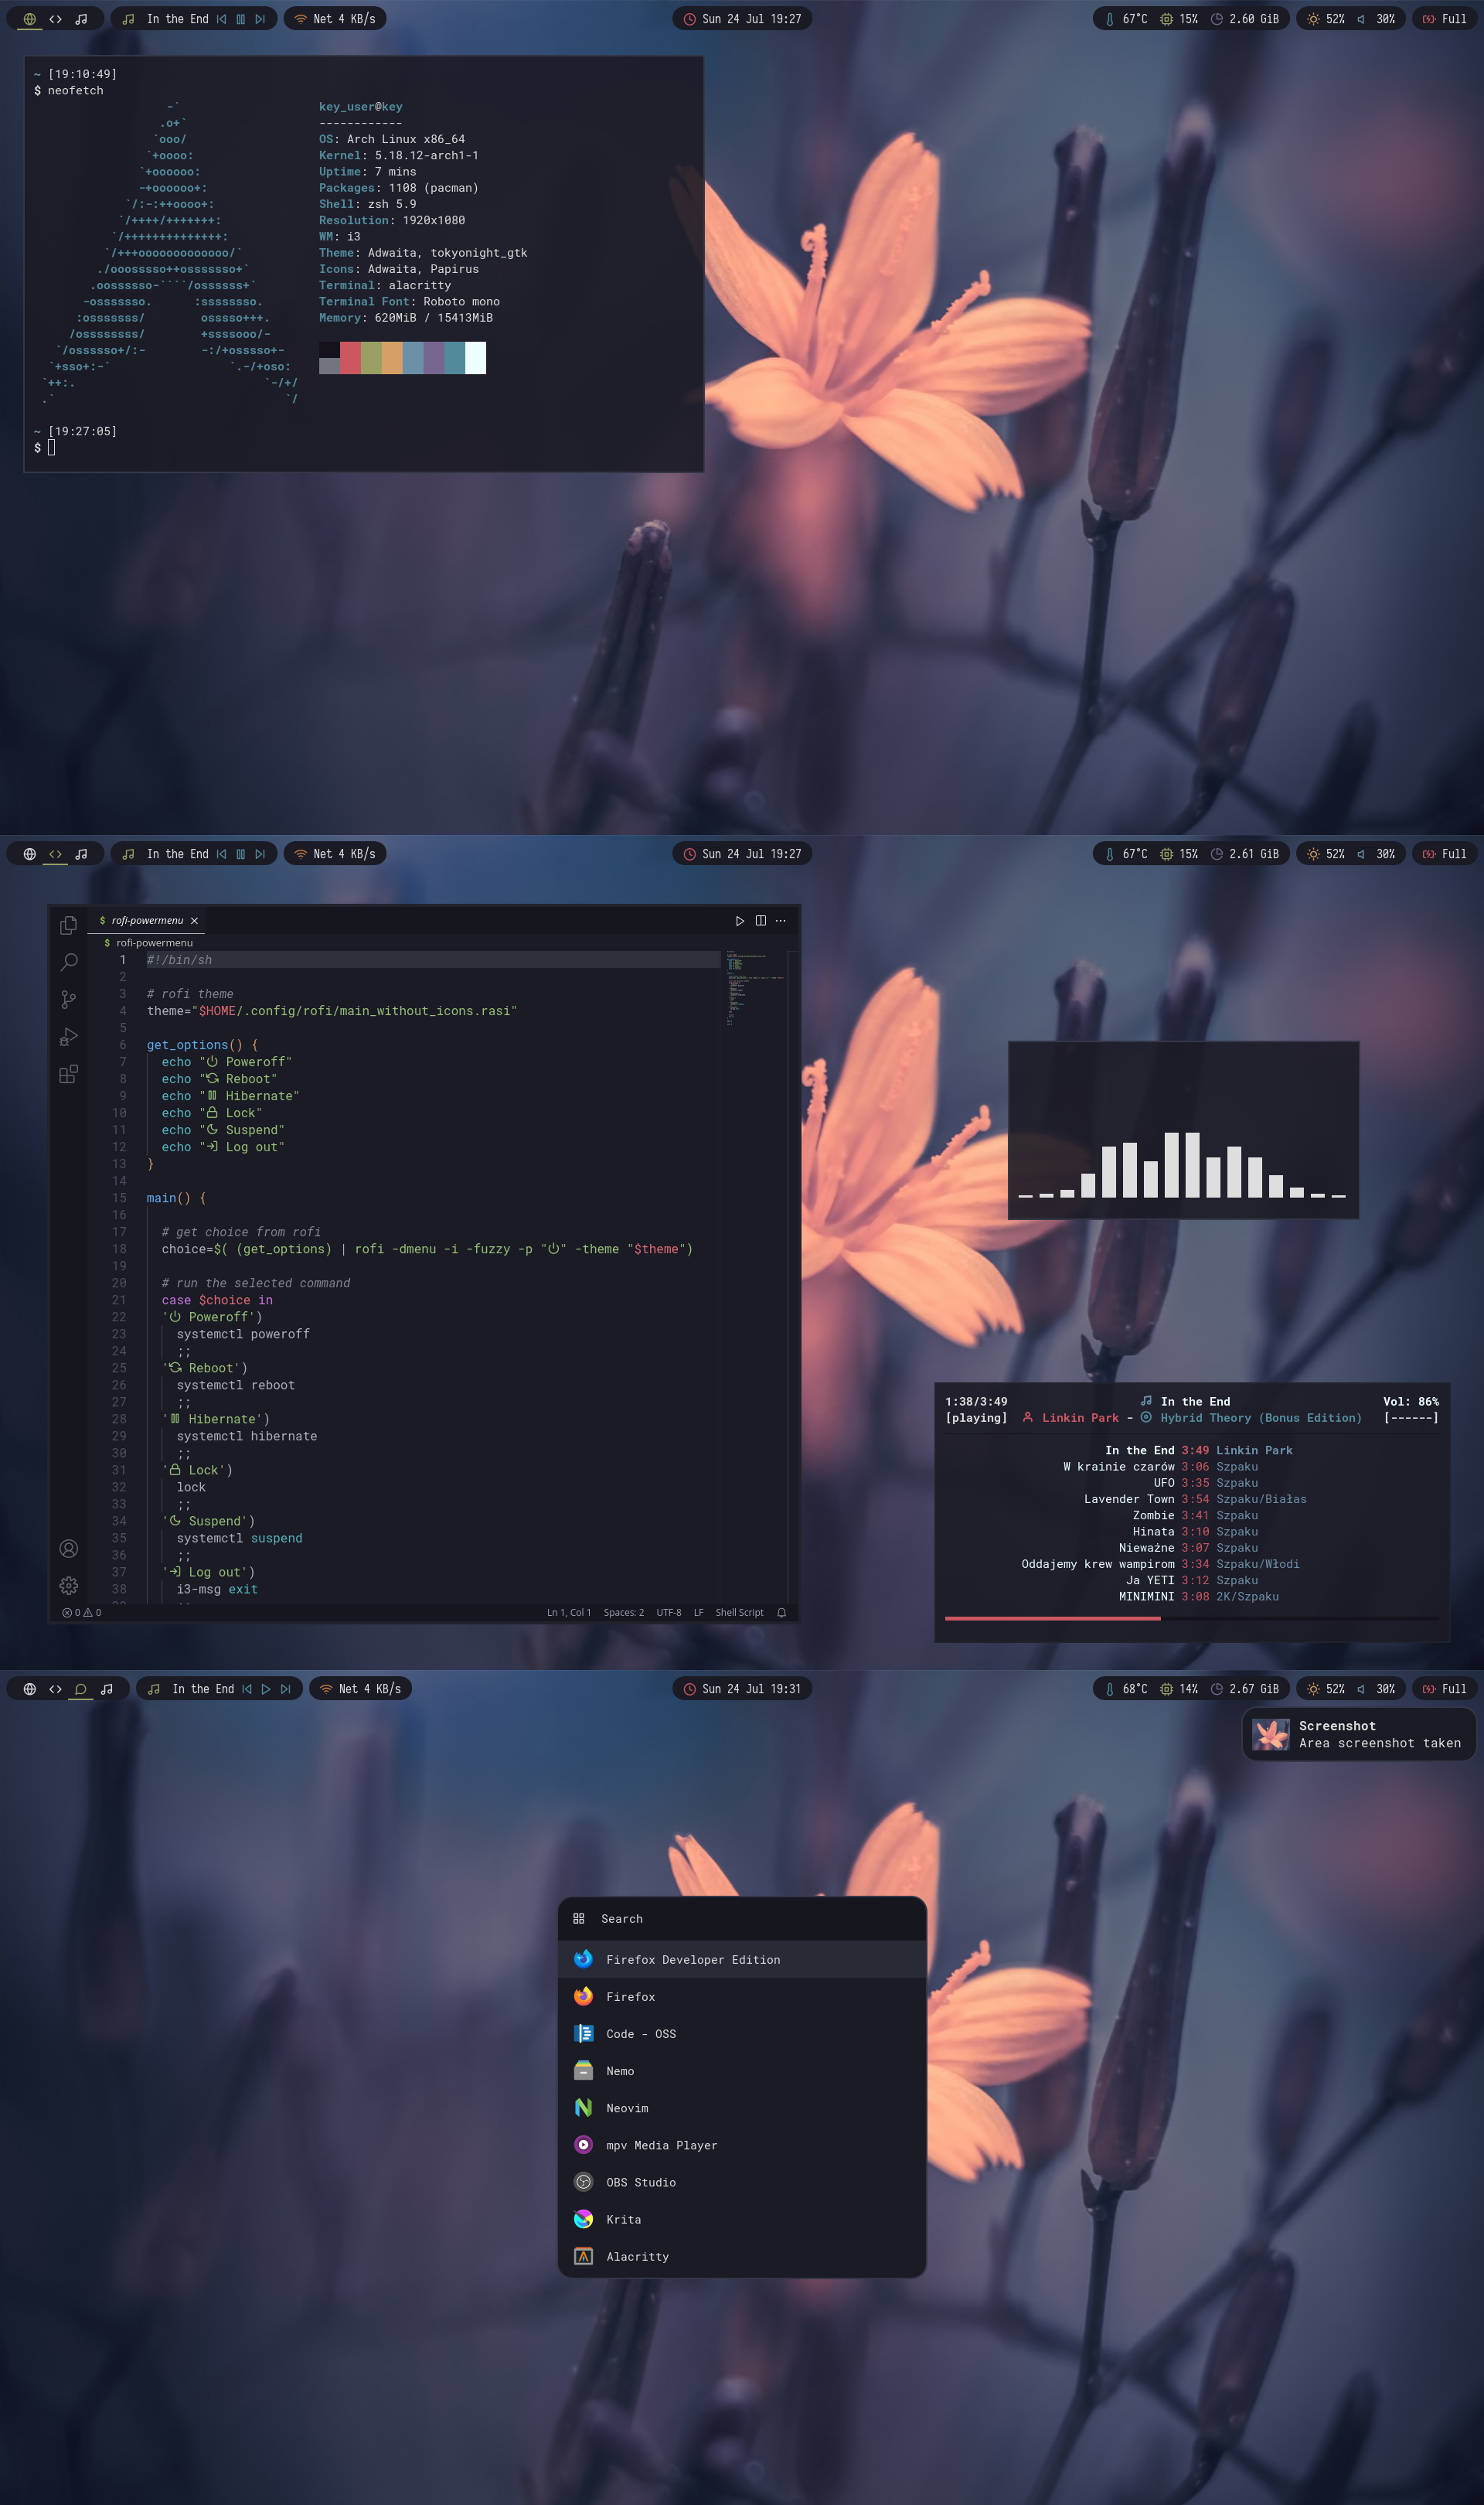 In the End
Net 4 KB/s
Sun 24 Jul 19:27
67°C 15% 2.60 GiB
52% 30%
Full
~ [19:10:49]
$ neofetch
-`
.o+`
`ooo/
`+oooo:
`+oooooo:
-+oooooo+:
`/:-:++oooo+:
`/++++/+++++++:
`/++++++++++++++:
`/+++ooooooooooooo/`
./ooosssso++osssssso+`
.oossssso-````/ossssss+`
-osssssso. :ssssssso.
:osssssss/ osssso+++.
/ossssssss/ +ssssooo/-
`/ossssso+/:- -:/+osssso+-
`+sso+:-` `.-/+oso:
`++:. `-/+/
.` `/
key_user@key
------------
OS: Arch Linux x86_64
Kernel: 5.18.12-arch1-1
Uptime: 7 mins
Packages: 1108 (pacman)
Shell: zsh 5.9
Resolution: 1920x1080
WM: i3
Theme: Adwaita, tokyonight_gtk
Icons: Adwaita, Papirus
Terminal: alacritty
Terminal Font: Roboto mono
Memory: 620MiB / 15413MiB
~ [19:27:05]
$
In the End
Net 4 KB/s
Sun 24 Jul 19:27
67°C 15% 2.61 GiB
52% 30%
Full
$ rofi-powermenu
$ rofi-powermenu
1 #!/bin/sh
2
3 # rofi theme
4 theme="$HOME/.config/rofi/main_without_icons.rasi"
5
6 get_options() {
7 echo "⏻ Poweroff"
8 echo " Reboot"
9 echo " Hibernate"
10 echo " Lock"
11 echo " Suspend"
12 echo " Log out"
13 }
14
15 main() {
16
17 # get choice from rofi
18 choice=$( (get_options) | rofi -dmenu -i -fuzzy -p "⏻" -theme "$theme")
19
20 # run the selected command
21 case $choice in
22 '⏻ Poweroff')
23 systemctl poweroff
24 ;;
25 ' Reboot')
26 systemctl reboot
27 ;;
28 ' Hibernate')
29 systemctl hibernate
30 ;;
31 ' Lock')
32 lock
33 ;;
34 ' Suspend')
35 systemctl suspend
36 ;;
37 ' Log out')
38 i3-msg exit
0 0
Ln 1, Col 1 Spaces: 2 UTF-8 LF Shell Script
1:38/3:49 In the End Vol: 86%
[playing] Linkin Park - Hybrid Theory (Bonus Edition) [------]
In the End 3:49 Linkin Park
W krainie czarów 3:06 Szpaku
UFO 3:35 Szpaku
Lavender Town 3:54 Szpaku/Białas
Zombie 3:41 Szpaku
Hinata 3:10 Szpaku
Nieważne 3:07 Szpaku
Oddajemy krew wampirom 3:34 Szpaku/Włodi
Ja YETI 3:12 Szpaku
MINIMINI 3:08 2K/Szpaku
In the End
Net 4 KB/s
Sun 24 Jul 19:31
68°C 14% 2.67 GiB
52% 30%
Full
Screenshot
Area screenshot taken
Search
Firefox Developer Edition
Firefox
Code - OSS
Nemo
Neovim
mpv Media Player
OBS Studio
Krita
Alacritty